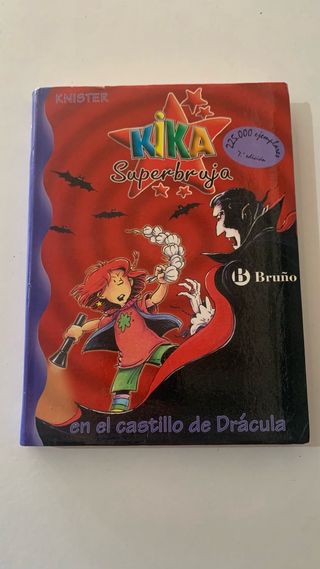 KNISTER
KIKA
Superbruja
225.000 ejemplares
7.ª edición
B Bruño
en el castillo de Drácula